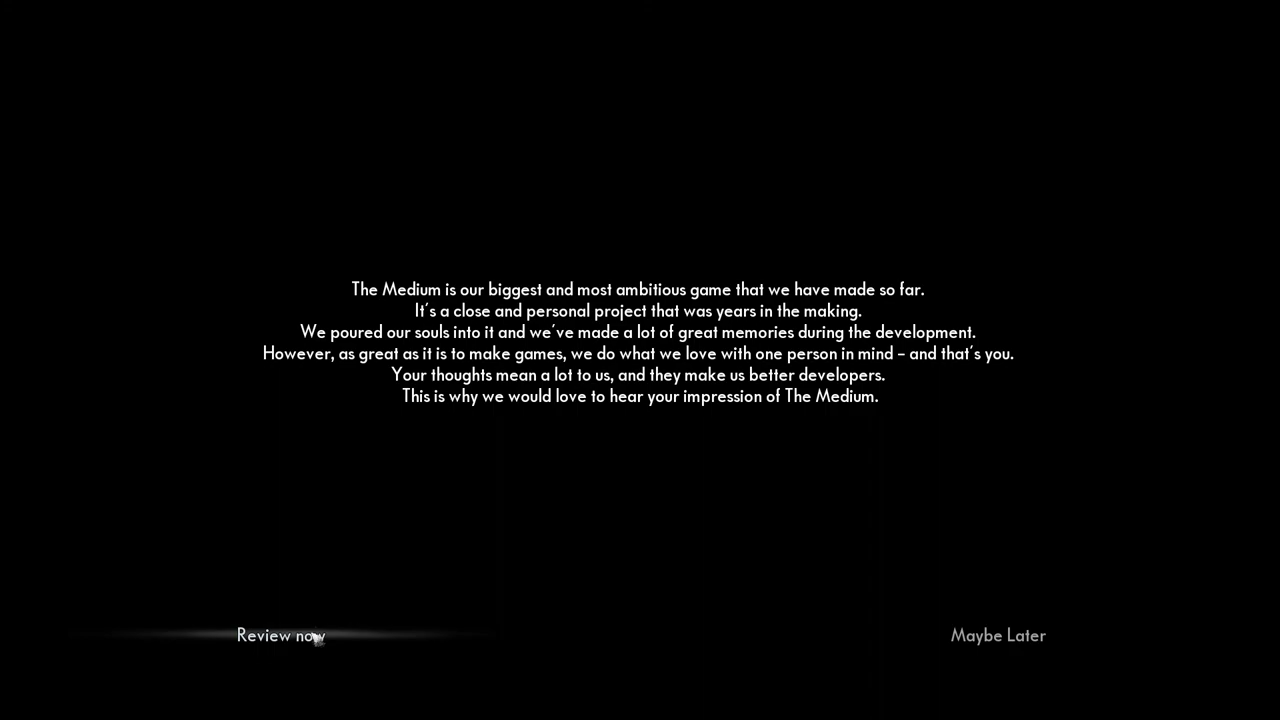 The Medium is our biggest and most ambitious game that we have made so far.
It's a close and personal project that was years in the making.
We poured our souls into it and we've made a lot of great memories during the development.
However, as great as it is to make games, we do what we love with one person in mind – and that's you.
Your thoughts mean a lot to us, and they make us better developers.
This is why we would love to hear your impression of The Medium.
Review now
Maybe Later